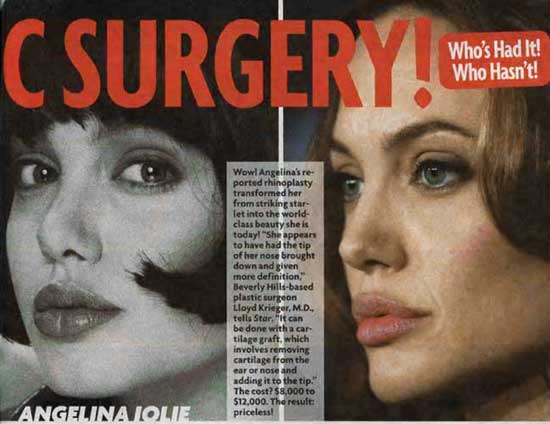 C SURGERY!
Who's Had It!
Who Hasn't!
Wow! Angelina's re-
ported rhinoplasty
transformed her
from striking star-
let into the world-
class beauty she is
today! "She appears
to have had the tip
of her nose brought
down and given
more definition,"
Beverly Hills-based
plastic surgeon
Lloyd Krieger, M.D.,
tells Star. "It can
be done with a car-
tilage graft, which
involves removing
cartilage from the
ear or nose and
adding it to the tip."
The cost? $8,000 to
$12,000. The result:
priceless!
ANGELINA JOLIE